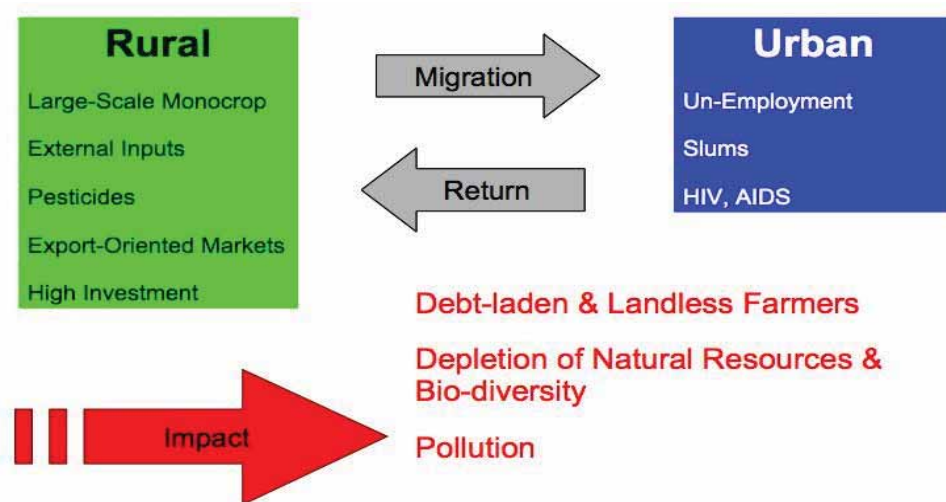 Rural
Large-Scale Monocrop
External Inputs
Pesticides
Export-Oriented Markets
High Investment
Migration
Return
Urban
Un-Employment
Slums
HIV, AIDS
Impact
Debt-laden & Landless Farmers
Depletion of Natural Resources &
Bio-diversity
Pollution